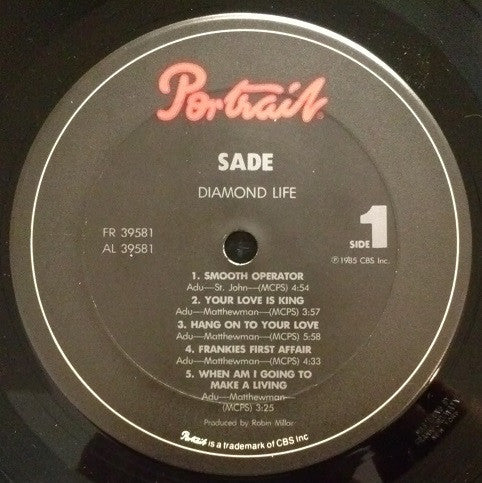 Portrait
SADE
DIAMOND LIFE
FR 39581
AL 39581
SIDE 1
℗1985 CBS Inc.
1. SMOOTH OPERATOR
Adu—St. John—(MCPS) 4:54
2. YOUR LOVE IS KING
Adu—Matthewman—(MCPS) 3:57
3. HANG ON TO YOUR LOVE
Adu—Matthewman—(MCPS) 5:58
4. FRANKIES FIRST AFFAIR
Adu—Matthewman—(MCPS) 4:33
5. WHEN AM I GOING TO
MAKE A LIVING
Adu—Matthewman—
(MCPS) 3:25
Produced by Robin Millar
Portrait is a trademark of CBS Inc